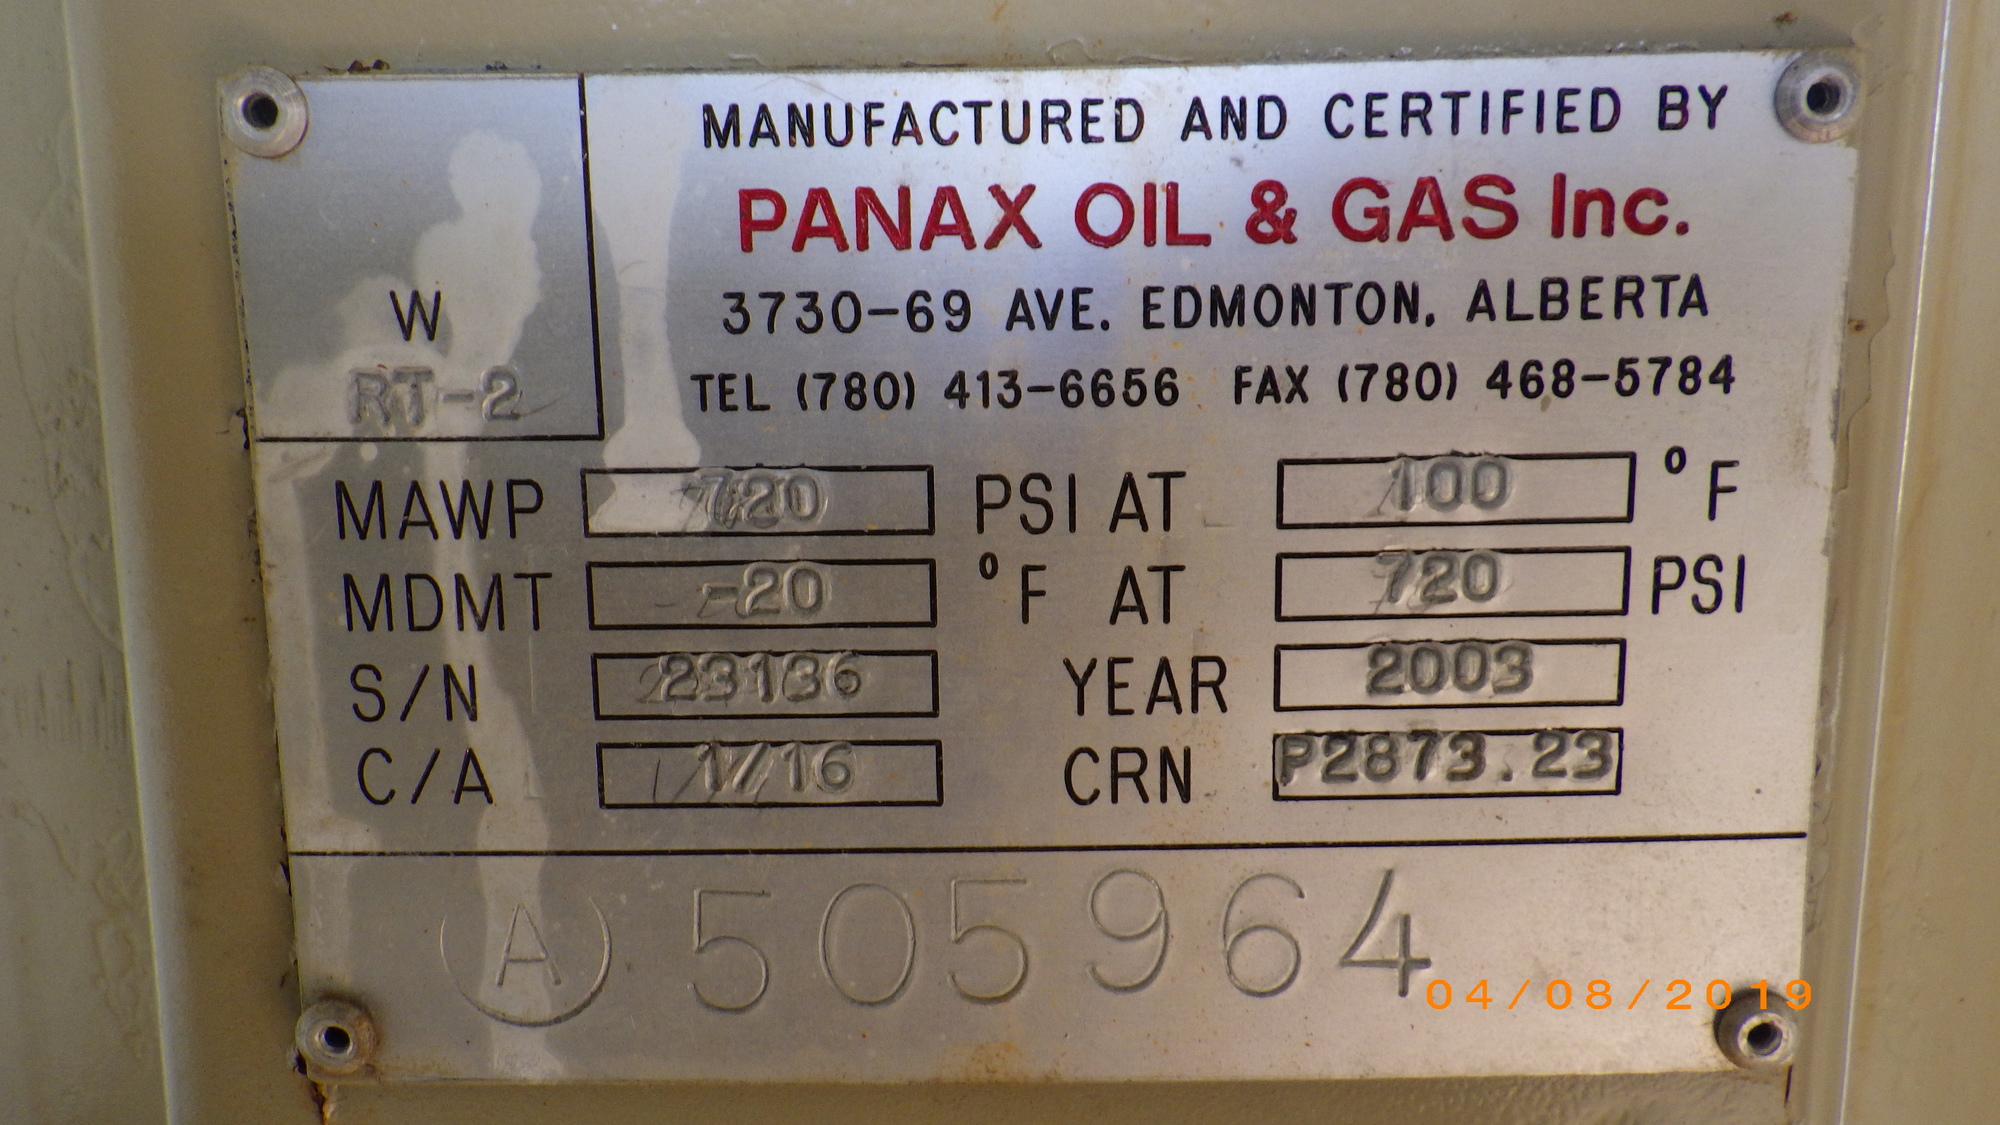 MANUFACTURED AND CERTIFIED BY
PANAX OIL & GAS Inc.
3730-69 AVE. EDMONTON, ALBERTA
TEL (780) 413-6656 FAX (780) 468-5784
W
RT-2
MAWP 720 PSI AT 100 °F
MDMT -20 °F AT 720 PSI
S/N 23136 YEAR 2003
C/A 1/16 CRN P2873.23
A 505964
04/08/2019